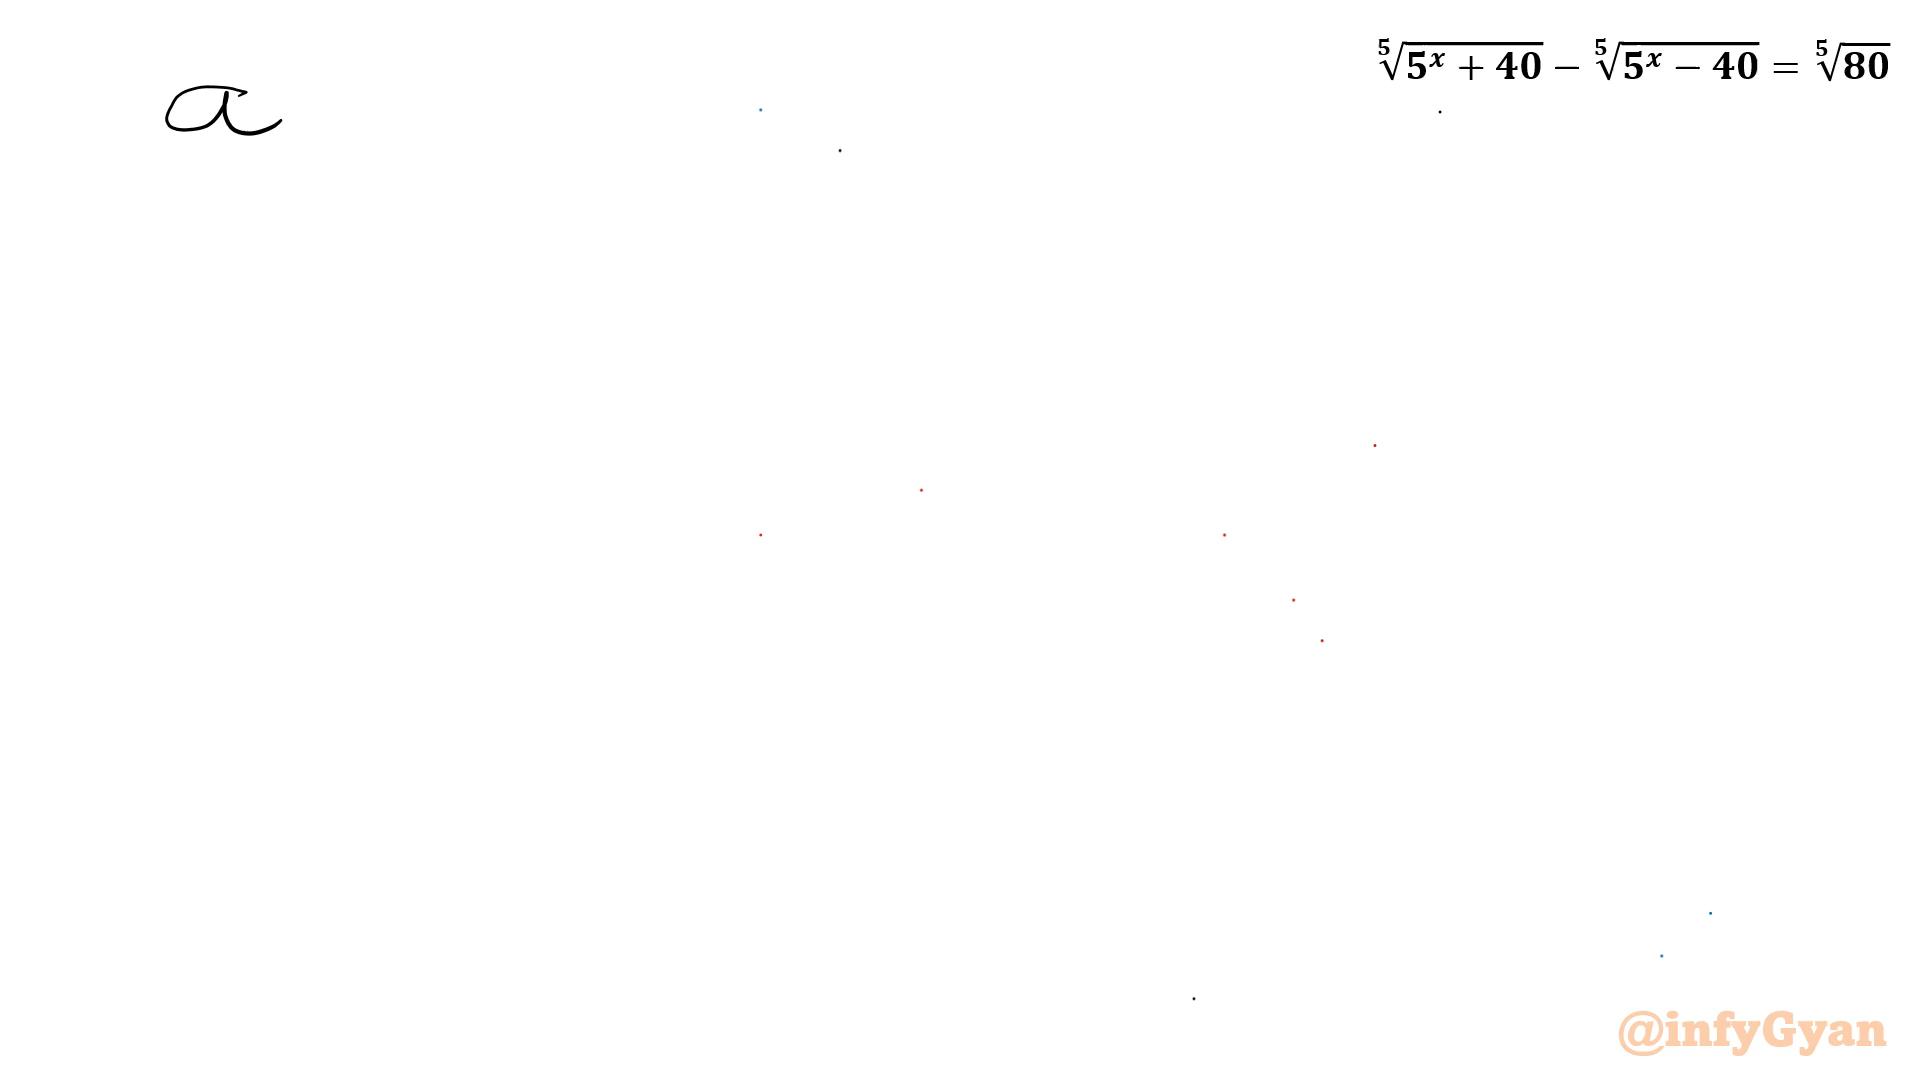 ⁵√(5ˣ + 40) − ⁵√(5ˣ − 40) = ⁵√80
a
@infyGyan